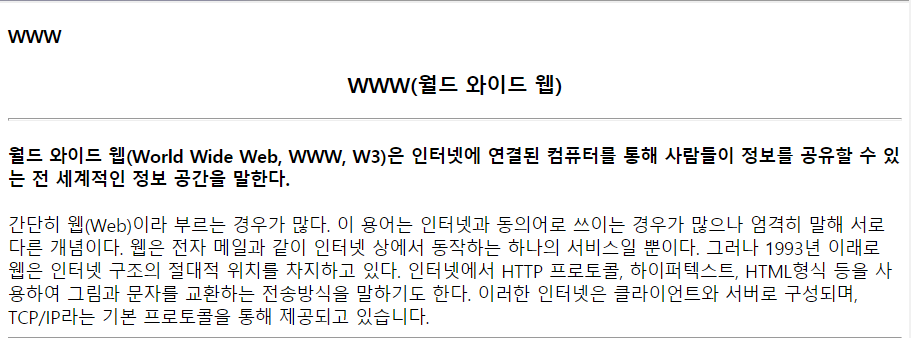 WWW
WWW(월드 와이드 웹)
월드 와이드 웹(World Wide Web, WWW, W3)은 인터넷에 연결된 컴퓨터를 통해 사람들이 정보를 공유할 수 있
는 전 세계적인 정보 공간을 말한다.
간단히 웹(Web)이라 부르는 경우가 많다. 이 용어는 인터넷과 동의어로 쓰이는 경우가 많으나 엄격히 말해 서로
다른 개념이다. 웹은 전자 메일과 같이 인터넷 상에서 동작하는 하나의 서비스일 뿐이다. 그러나 1993년 이래로
웹은 인터넷 구조의 절대적 위치를 차지하고 있다. 인터넷에서 HTTP 프로토콜, 하이퍼텍스트, HTML형식 등을 사
용하여 그림과 문자를 교환하는 전송방식을 말하기도 한다. 이러한 인터넷은 클라이언트와 서버로 구성되며,
TCP/IP라는 기본 프로토콜을 통해 제공되고 있습니다.